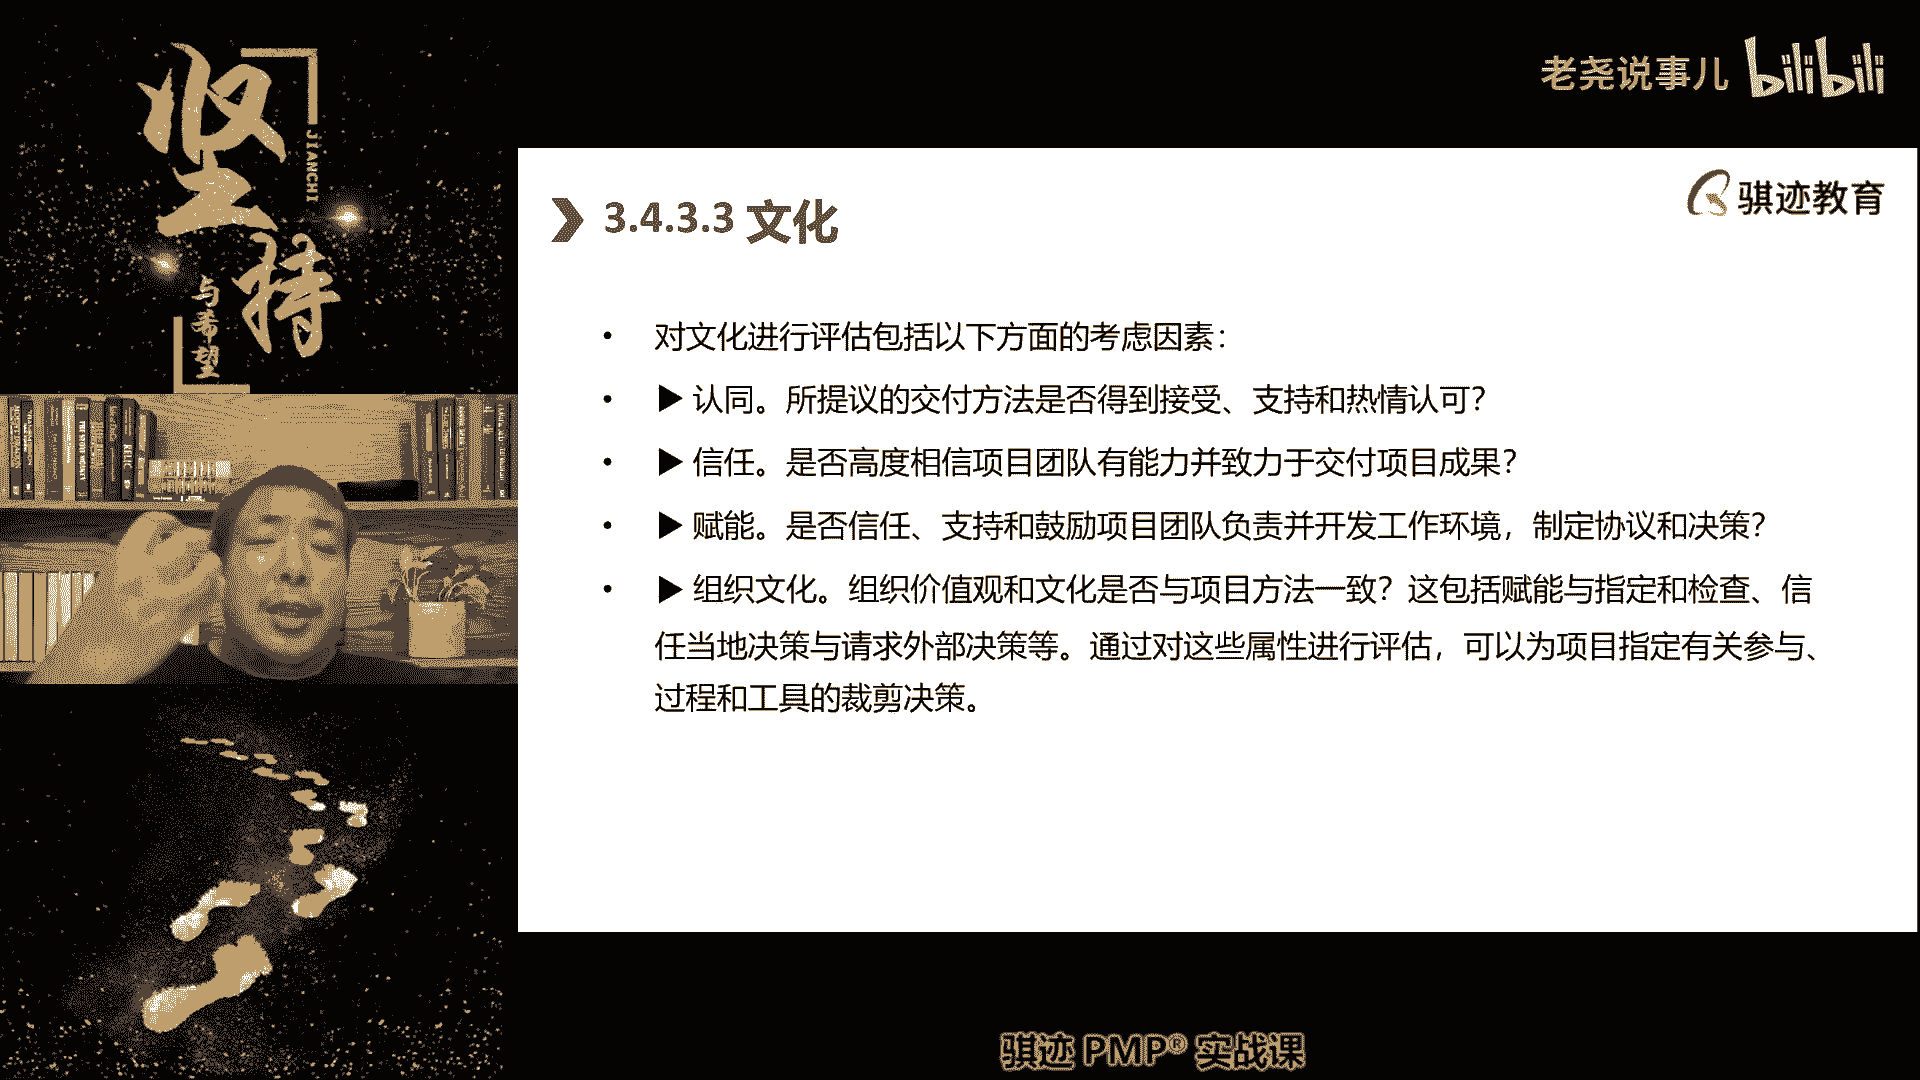 坚持
JIANCHI
与希望
老尧说事儿 bilibili
骐迹教育
3.4.3.3 文化
• 对文化进行评估包括以下方面的考虑因素：
• ▶ 认同。所提议的交付方法是否得到接受、支持和热情认可？
• ▶ 信任。是否高度相信项目团队有能力并致力于交付项目成果？
• ▶ 赋能。是否信任、支持和鼓励项目团队负责并开发工作环境，制定协议和决策？
• ▶ 组织文化。组织价值观和文化是否与项目方法一致？这包括赋能与指定和检查、信
任当地决策与请求外部决策等。通过对这些属性进行评估，可以为项目指定有关参与、
过程和工具的裁剪决策。
骐迹 PMP® 实战课